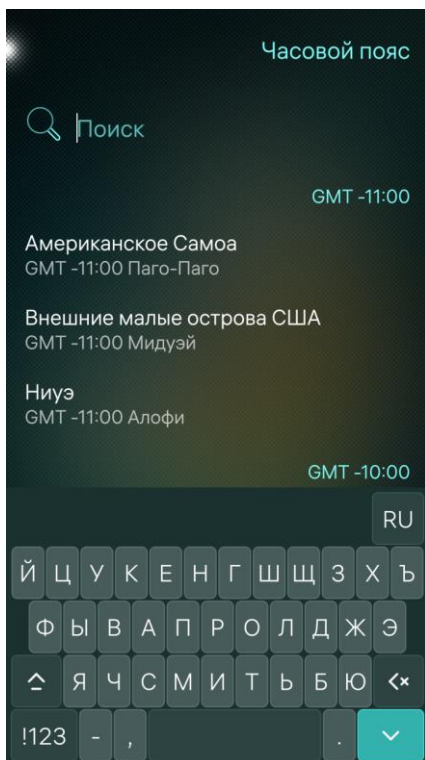 Часовой пояс
Поиск
GMT -11:00
Американское Самоа
GMT -11:00 Паго-Паго
Внешние малые острова США
GMT -11:00 Мидуэй
Ниуэ
GMT -11:00 Алофи
GMT -10:00
RU
Й Ц У К Е Н Г Ш Щ З Х Ъ
Ф Ы В А П Р О Л Д Ж Э
Я Ч С М И Т Ь Б Ю
!123 - , .